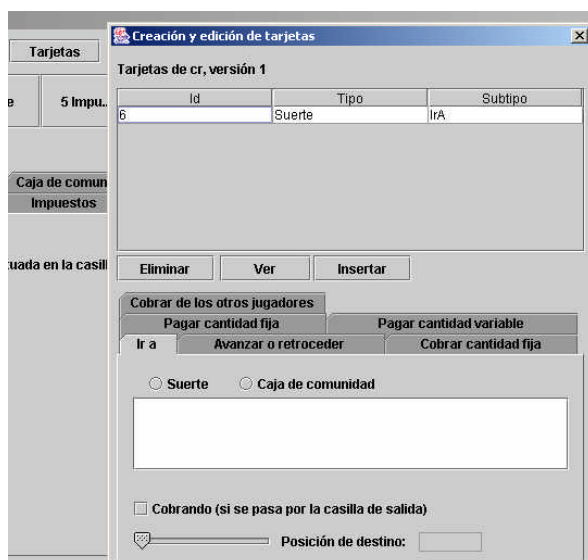 Creación y edición de tarjetas
Tarjetas
Tarjetas de cr, versión 1
5 Impu..
Id Tipo Subtipo
6 Suerte IrA
Caja de comun
Impuestos
tuada en la casill
Eliminar Ver Insertar
Cobrar de los otros jugadores
Pagar cantidad fija Pagar cantidad variable
Ir a Avanzar o retroceder Cobrar cantidad fija
Suerte Caja de comunidad
Cobrando (si se pasa por la casilla de salida)
Posición de destino: